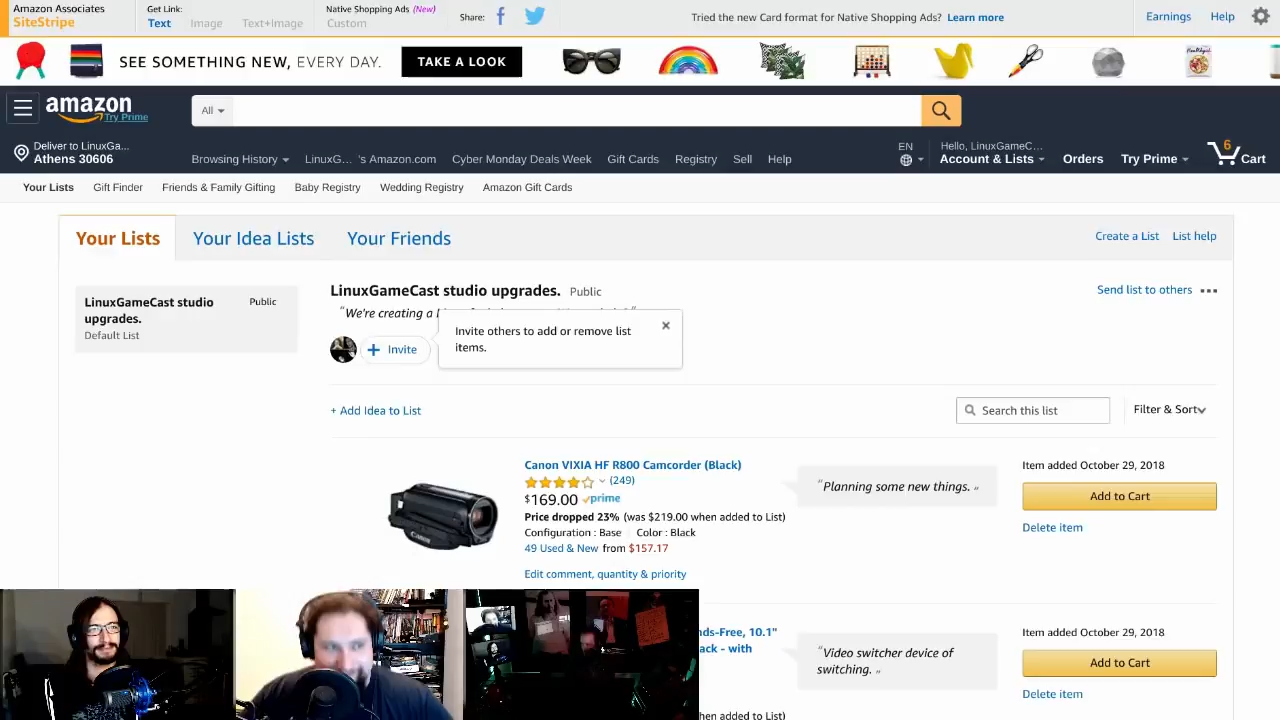 Amazon Associates
SiteStripe
Get Link:
Text
Image
Text+Image
Native Shopping Ads (New)
Custom
Share:
Tried the new Card format for Native Shopping Ads? Learn more
Earnings
Help
SEE SOMETHING NEW, EVERY DAY.
TAKE A LOOK
amazon
Try Prime
All
Deliver to LinuxGa...
Athens 30606
Browsing History
LinuxG... 's Amazon.com
Cyber Monday Deals Week
Gift Cards
Registry
Sell
Help
EN
Hello, LinuxGameC...
Account & Lists
Orders
Try Prime
6
Cart
Your Lists
Gift Finder
Friends & Family Gifting
Baby Registry
Wedding Registry
Amazon Gift Cards
Your Lists
Your Idea Lists
Your Friends
Create a List
List help
LinuxGameCast studio upgrades.
Public
Default List
LinuxGameCast studio upgrades. Public
Send list to others
"We're creating a
Invite others to add or remove list
items.
+ Invite
+ Add Idea to List
Search this list
Filter & Sort
Canon VIXIA HF R800 Camcorder (Black)
(249)
$169.00 prime
Price dropped 23% (was $219.00 when added to List)
Configuration : Base Color : Black
49 Used & New from $157.17
Edit comment, quantity & priority
"Planning some new things. "
Item added October 29, 2018
Add to Cart
Delete item
nds-Free, 10.1"
ack - with
"Video switcher device of
switching. "
Item added October 29, 2018
Add to Cart
Delete item
hen added to List)